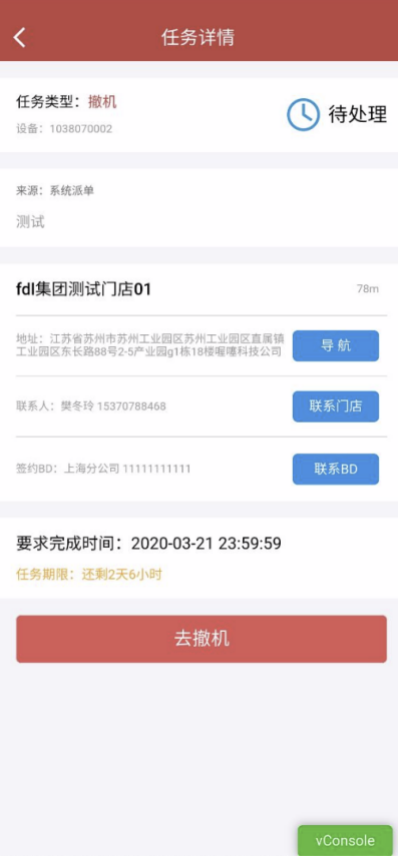 任务详情
任务类型：撤机
设备：1038070002
待处理
来源：系统派单
测试
fdl集团测试门店01
78m
地址：江苏省苏州市苏州工业园区苏州工业园区直属镇
工业园区东长路88号2-5产业园g1栋18楼喔噻科技公司
导航
联系人：樊冬玲 15370788468
联系门店
签约BD：上海分公司 11111111111
联系BD
要求完成时间：2020-03-21 23:59:59
任务期限：还剩2天6小时
去撤机
vConsole